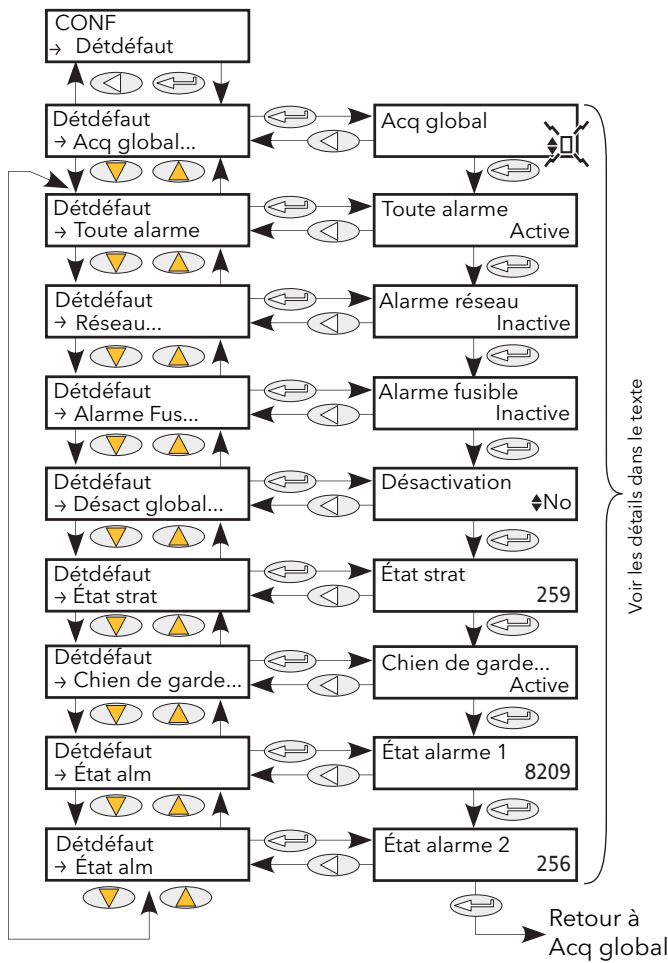 CONF
→ Détdéfaut
Détdéfaut
→ Acq global...
Acq global
Détdéfaut
→ Toute alarme
Toute alarme
Active
Détdéfaut
→ Réseau...
Alarme réseau
Inactive
Détdéfaut
→ Alarme Fus...
Alarme fusible
Inactive
Détdéfaut
→ Désact global...
Désactivation
No
Détdéfaut
→ État strat
État strat
259
Détdéfaut
→ Chien de garde...
Chien de garde...
Active
Détdéfaut
→ État alm
État alarme 1
8209
Détdéfaut
→ État alm
État alarme 2
256
Retour à
Acq global
Voir les détails dans le texte